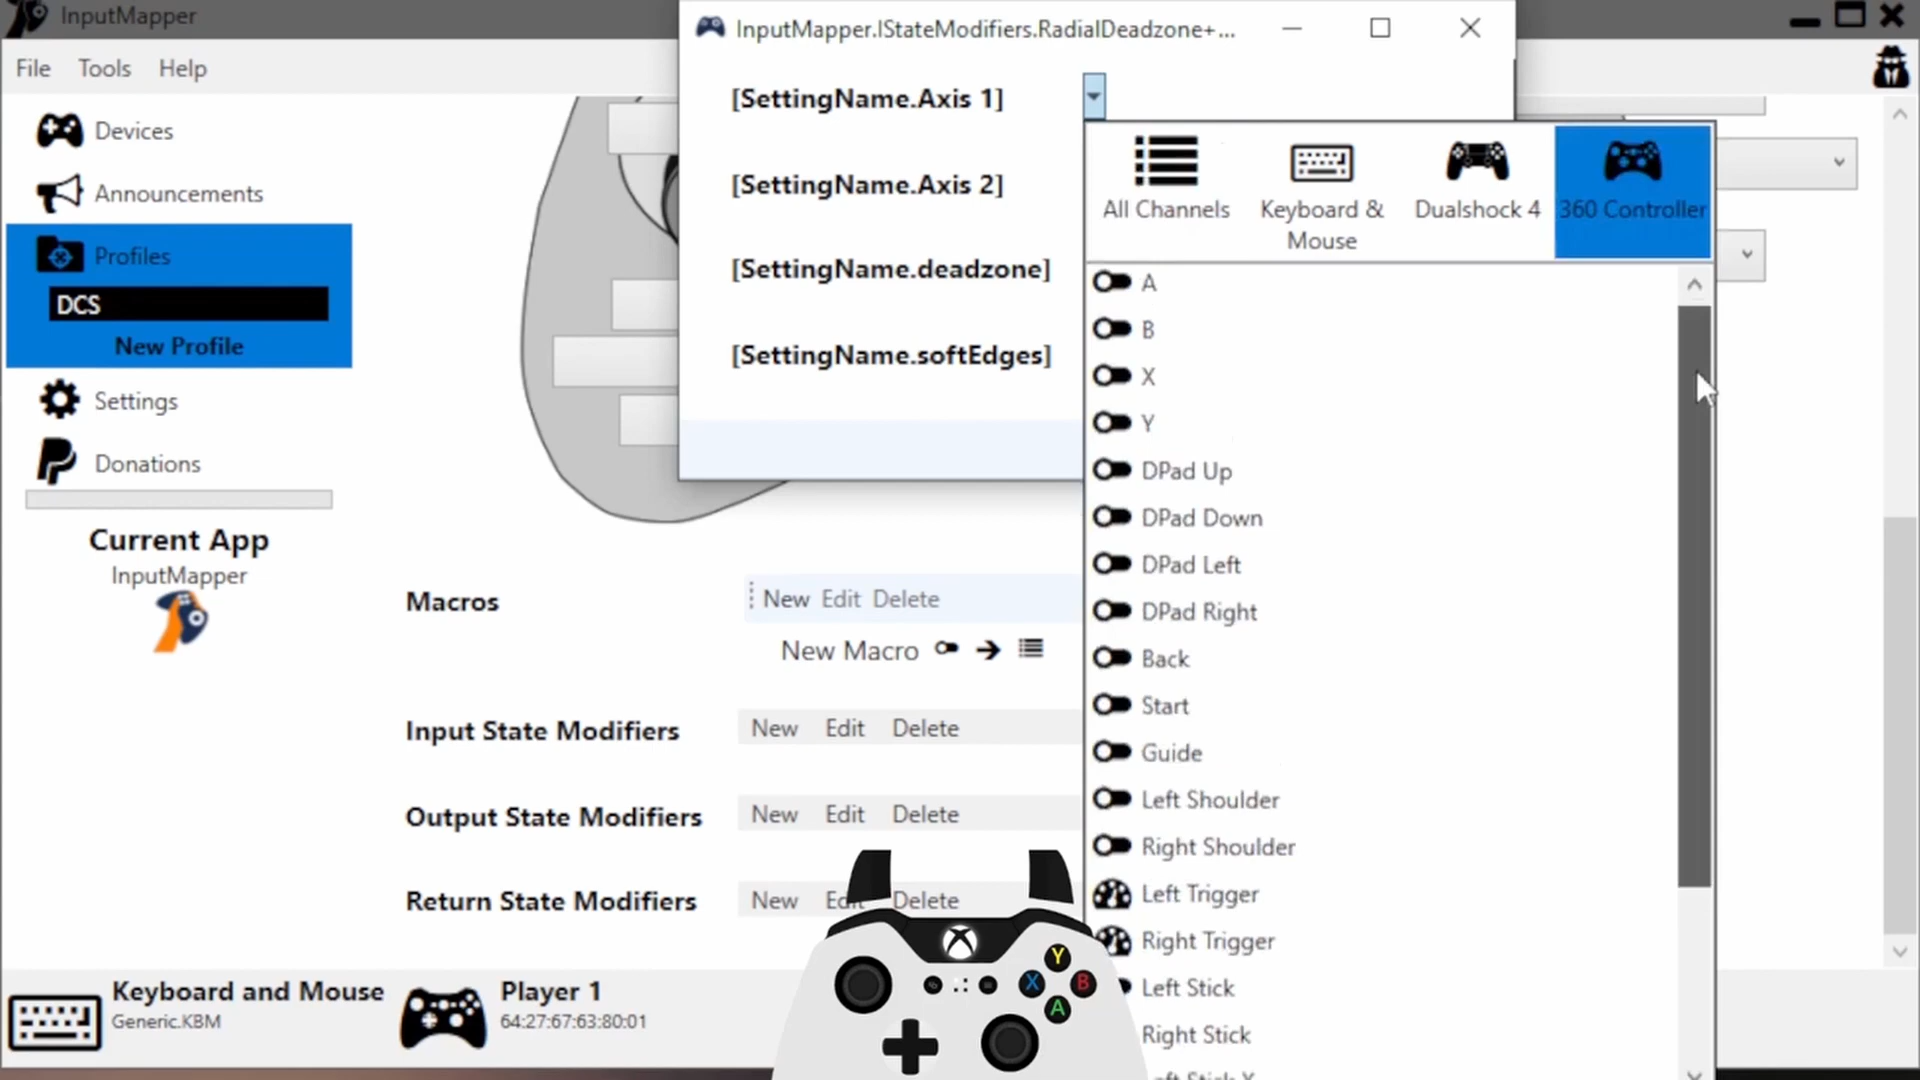 InputMapper
File Tools Help
Devices
Announcements
Profiles
DCS
New Profile
Settings
Donations
Current App
InputMapper
InputMapper.IStateModifiers.RadialDeadzone+...
[SettingName.Axis 1]
[SettingName.Axis 2]
[SettingName.deadzone]
[SettingName.softEdges]
All Channels
Keyboard &
Mouse
Dualshock 4
360 Controller
A
B
X
Y
DPad Up
DPad Down
DPad Left
DPad Right
Back
Start
Guide
Left Shoulder
Right Shoulder
Left Trigger
Right Trigger
Left Stick
Right Stick
Left Stick X
Macros
New Edit Delete
New Macro
Input State Modifiers
New Edit Delete
Output State Modifiers
New Edit Delete
Return State Modifiers
New Edit Delete
Keyboard and Mouse
Generic.KBM
Player 1
64:27:67:63:80:01
Y
X
B
A